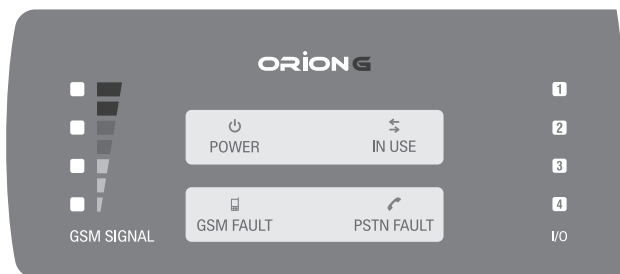 ORiON G
1
2
POWER IN USE
3
4
GSM FAULT PSTN FAULT
GSM SIGNAL I/O